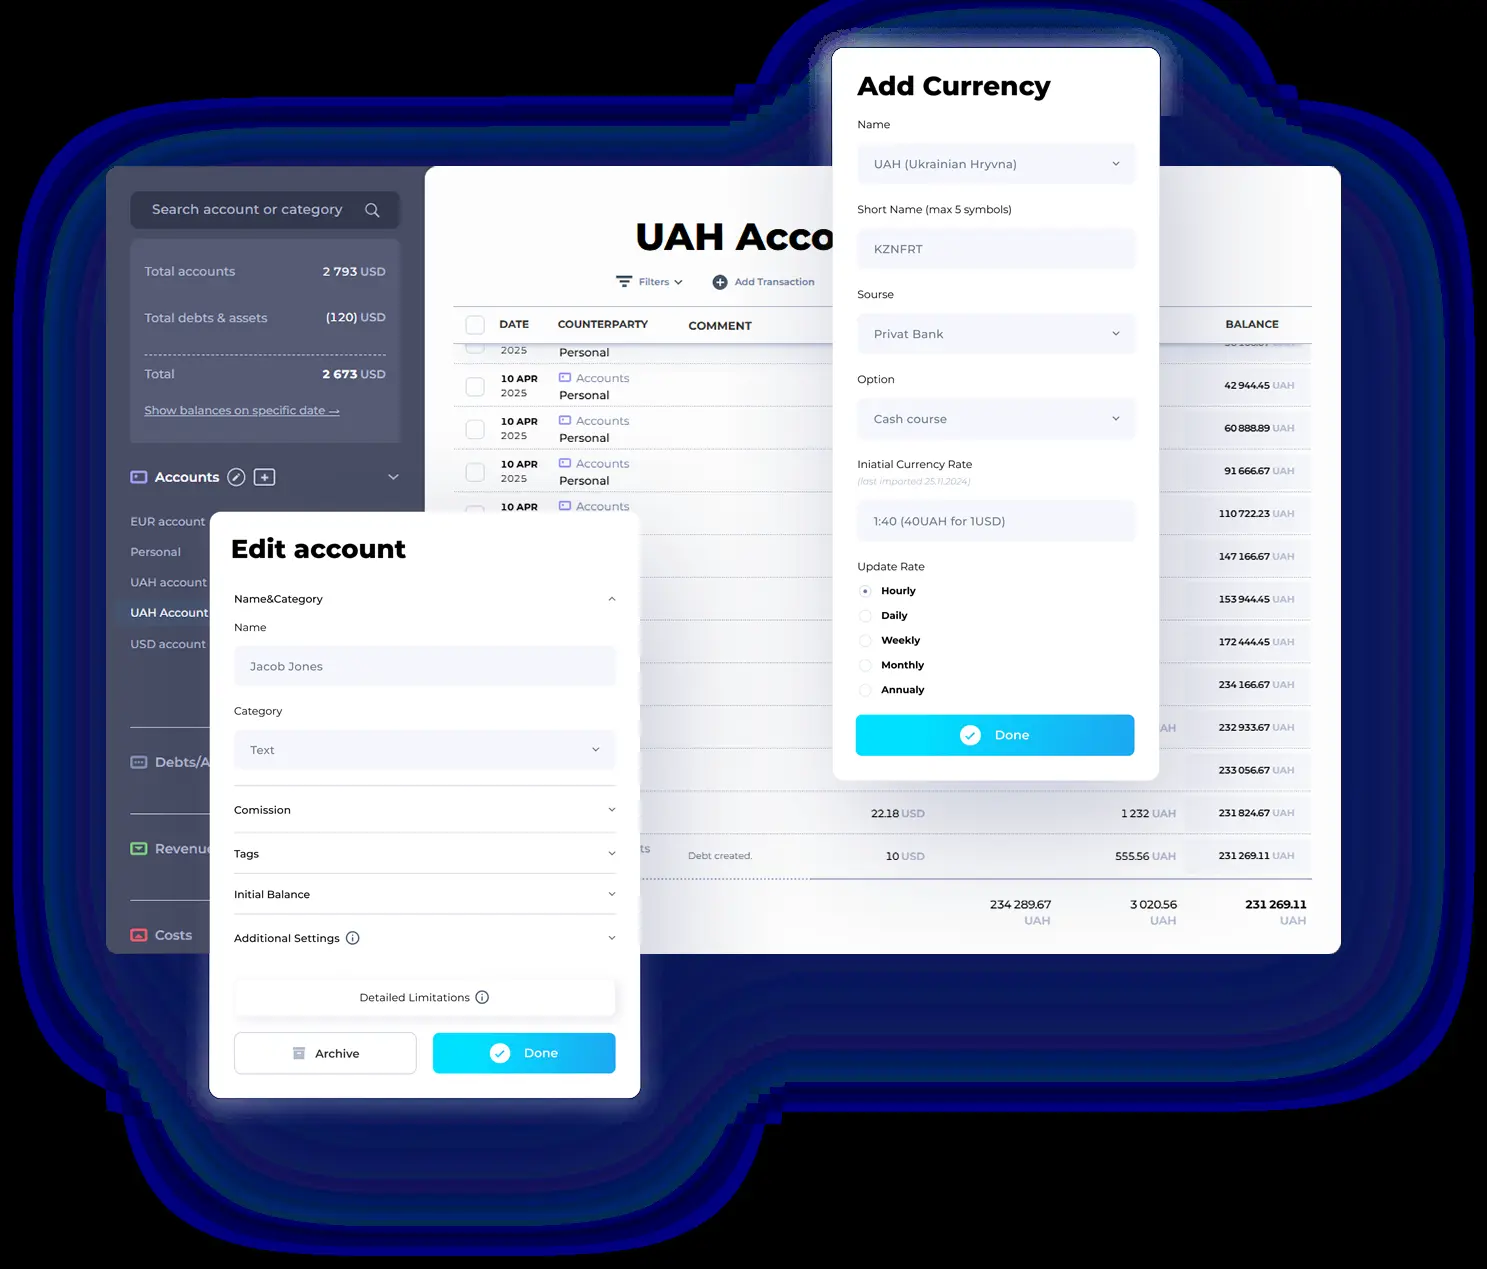 Search account or category
Total accounts 2 793 USD
Total debts & assets (120) USD
Total 2 673 USD
Show balances on specific date →
Accounts
EUR account
Personal
UAH account
UAH Account
USD account
Debts/A
Revenue
Costs
UAH Acco
Filters
Add Transaction
DATE COUNTERPARTY COMMENT BALANCE
2025 Personal
10 APR Accounts
2025 Personal
42 944.45 UAH
10 APR Accounts
2025 Personal
60 888.89 UAH
10 APR Accounts
2025 Personal
91 666.67 UAH
10 APR Accounts
110 722.23 UAH
147 166.67 UAH
153 944.45 UAH
172 444.45 UAH
234 166.67 UAH
UAH 232 933.67 UAH
233 056.67 UAH
22.18 USD 1 232 UAH 231 824.67 UAH
ts Debt created. 10 USD 555.56 UAH 231 269.11 UAH
234 289.67 3 020.56 231 269.11
UAH UAH UAH
Edit account
Name&Category
Name
Jacob Jones
Category
Text
Comission
Tags
Initial Balance
Additional Settings
Detailed Limitations
Archive
Done
Add Currency
Name
UAH (Ukrainian Hryvna)
Short Name (max 5 symbols)
KZNFRT
Sourse
Privat Bank
Option
Cash course
Iniatial Currency Rate
(last imported 25.11.2024)
1:40 (40UAH for 1USD)
Update Rate
Hourly
Daily
Weekly
Monthly
Annualy
Done